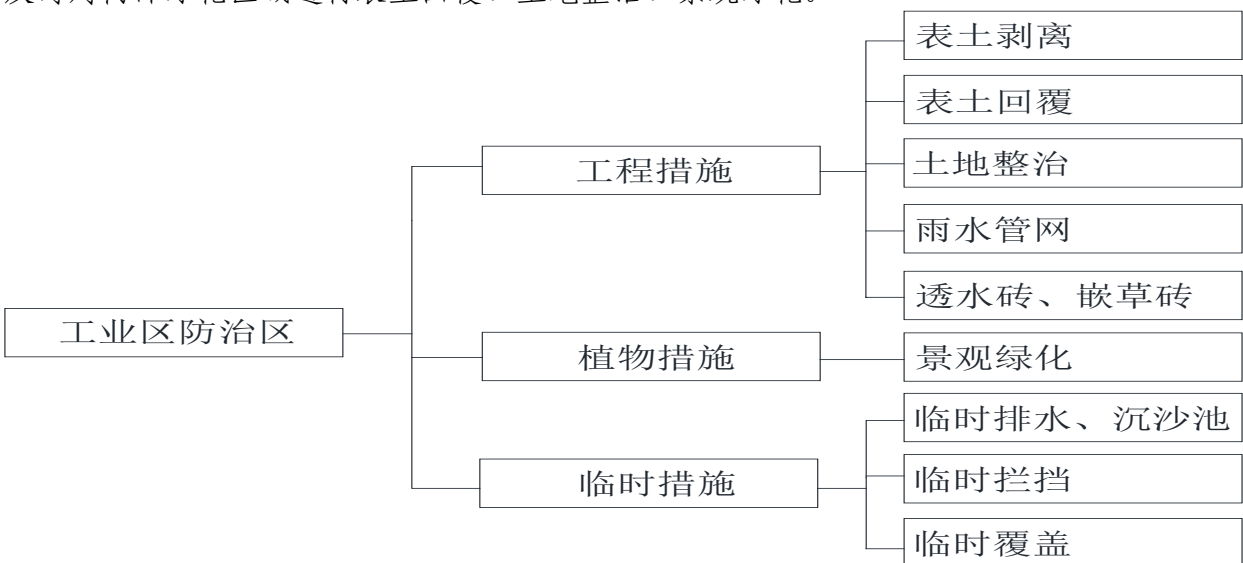 表土剥离
表土回覆
工程措施
土地整治
雨水管网
透水砖、嵌草砖
工业区防治区
植物措施
景观绿化
临时排水、沉沙池
临时措施
临时拦挡
临时覆盖